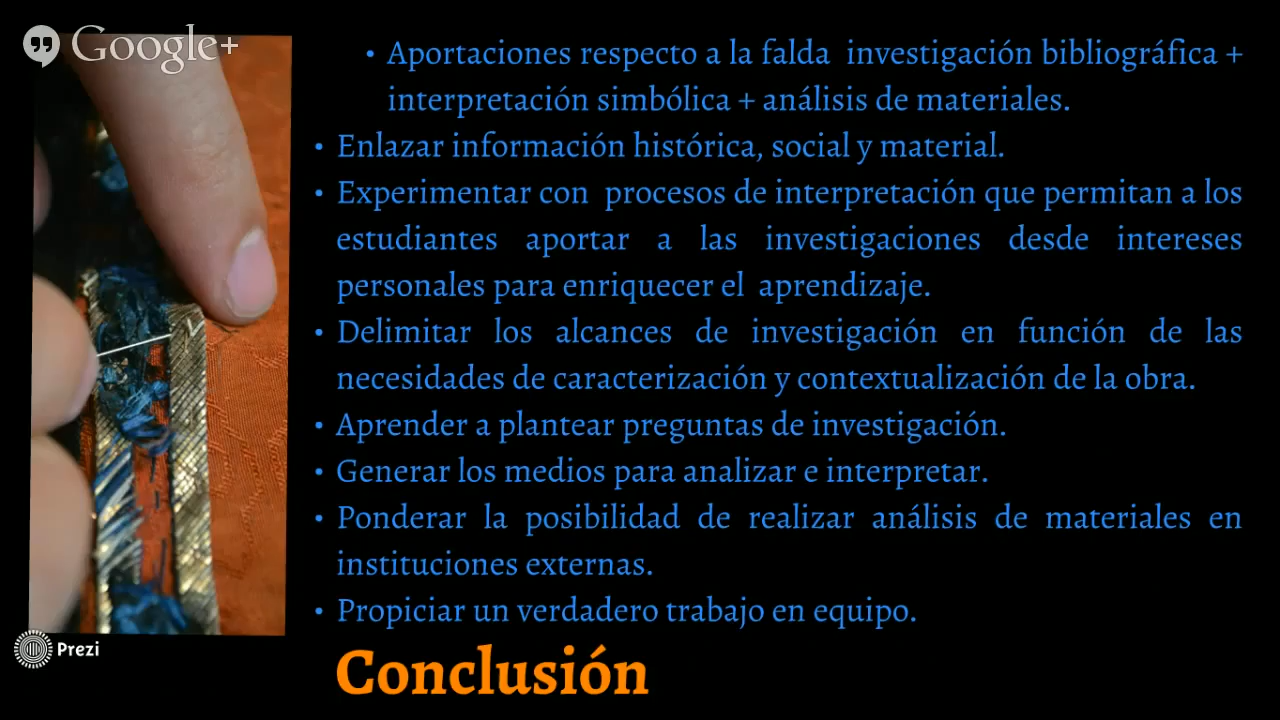 Google+
• Aportaciones respecto a la falda investigación bibliográfica +
interpretación simbólica + análisis de materiales.
• Enlazar información histórica, social y material.
• Experimentar con procesos de interpretación que permitan a los
estudiantes aportar a las investigaciones desde intereses
personales para enriquecer el aprendizaje.
• Delimitar los alcances de investigación en función de las
necesidades de caracterización y contextualización de la obra.
• Aprender a plantear preguntas de investigación.
• Generar los medios para analizar e interpretar.
• Ponderar la posibilidad de realizar análisis de materiales en
instituciones externas.
• Propiciar un verdadero trabajo en equipo.
Prezi
Conclusión